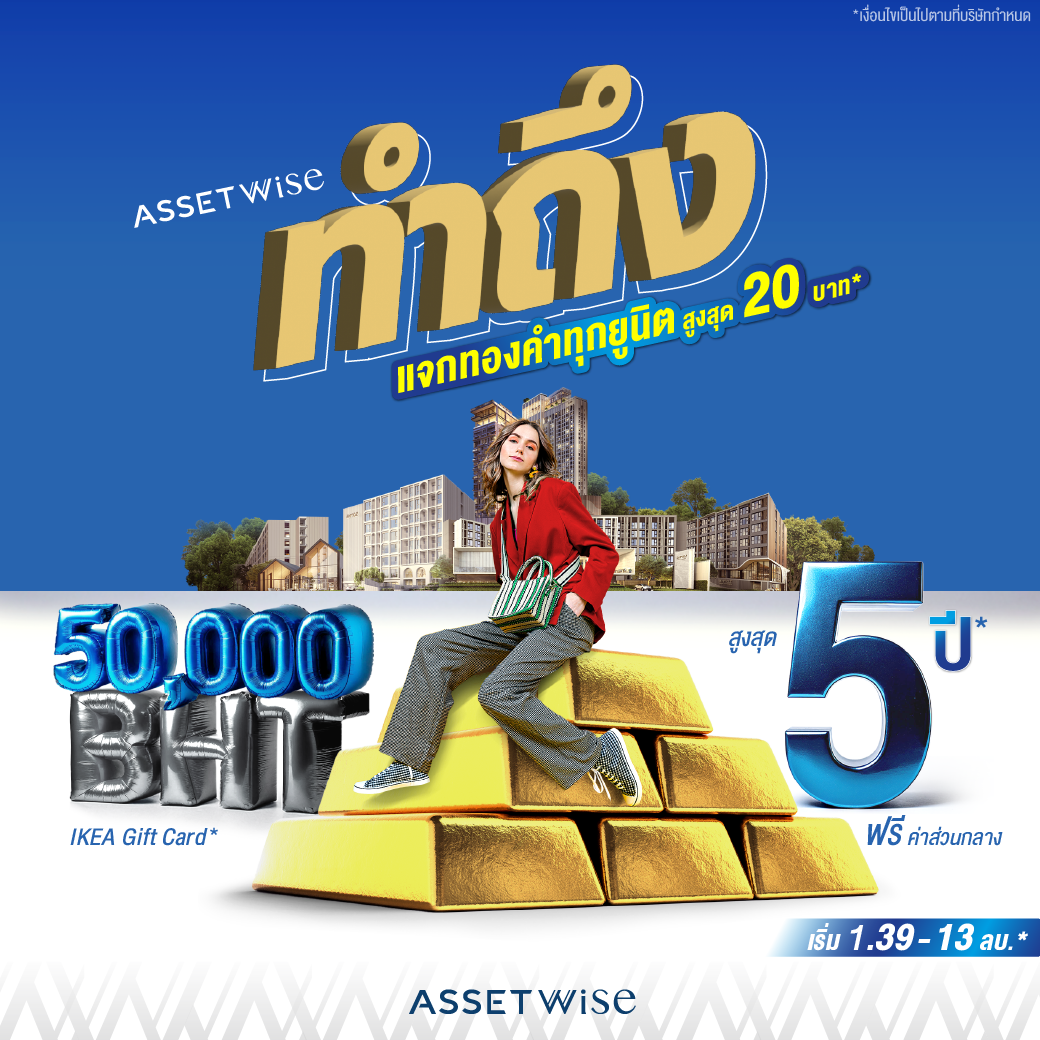 *เงื่อนไขเป็นไปตามที่บริษัทกำหนด
ASSETWISE
ทำถึง
แจกทองคำทุกยูนิต สูงสุด 20 บาท*
50,000
BHT
IKEA Gift Card*
สูงสุด 5 ปี*
ฟรี ค่าส่วนกลาง
เริ่ม 1.39 - 13 ลบ.*
ASSETWISE